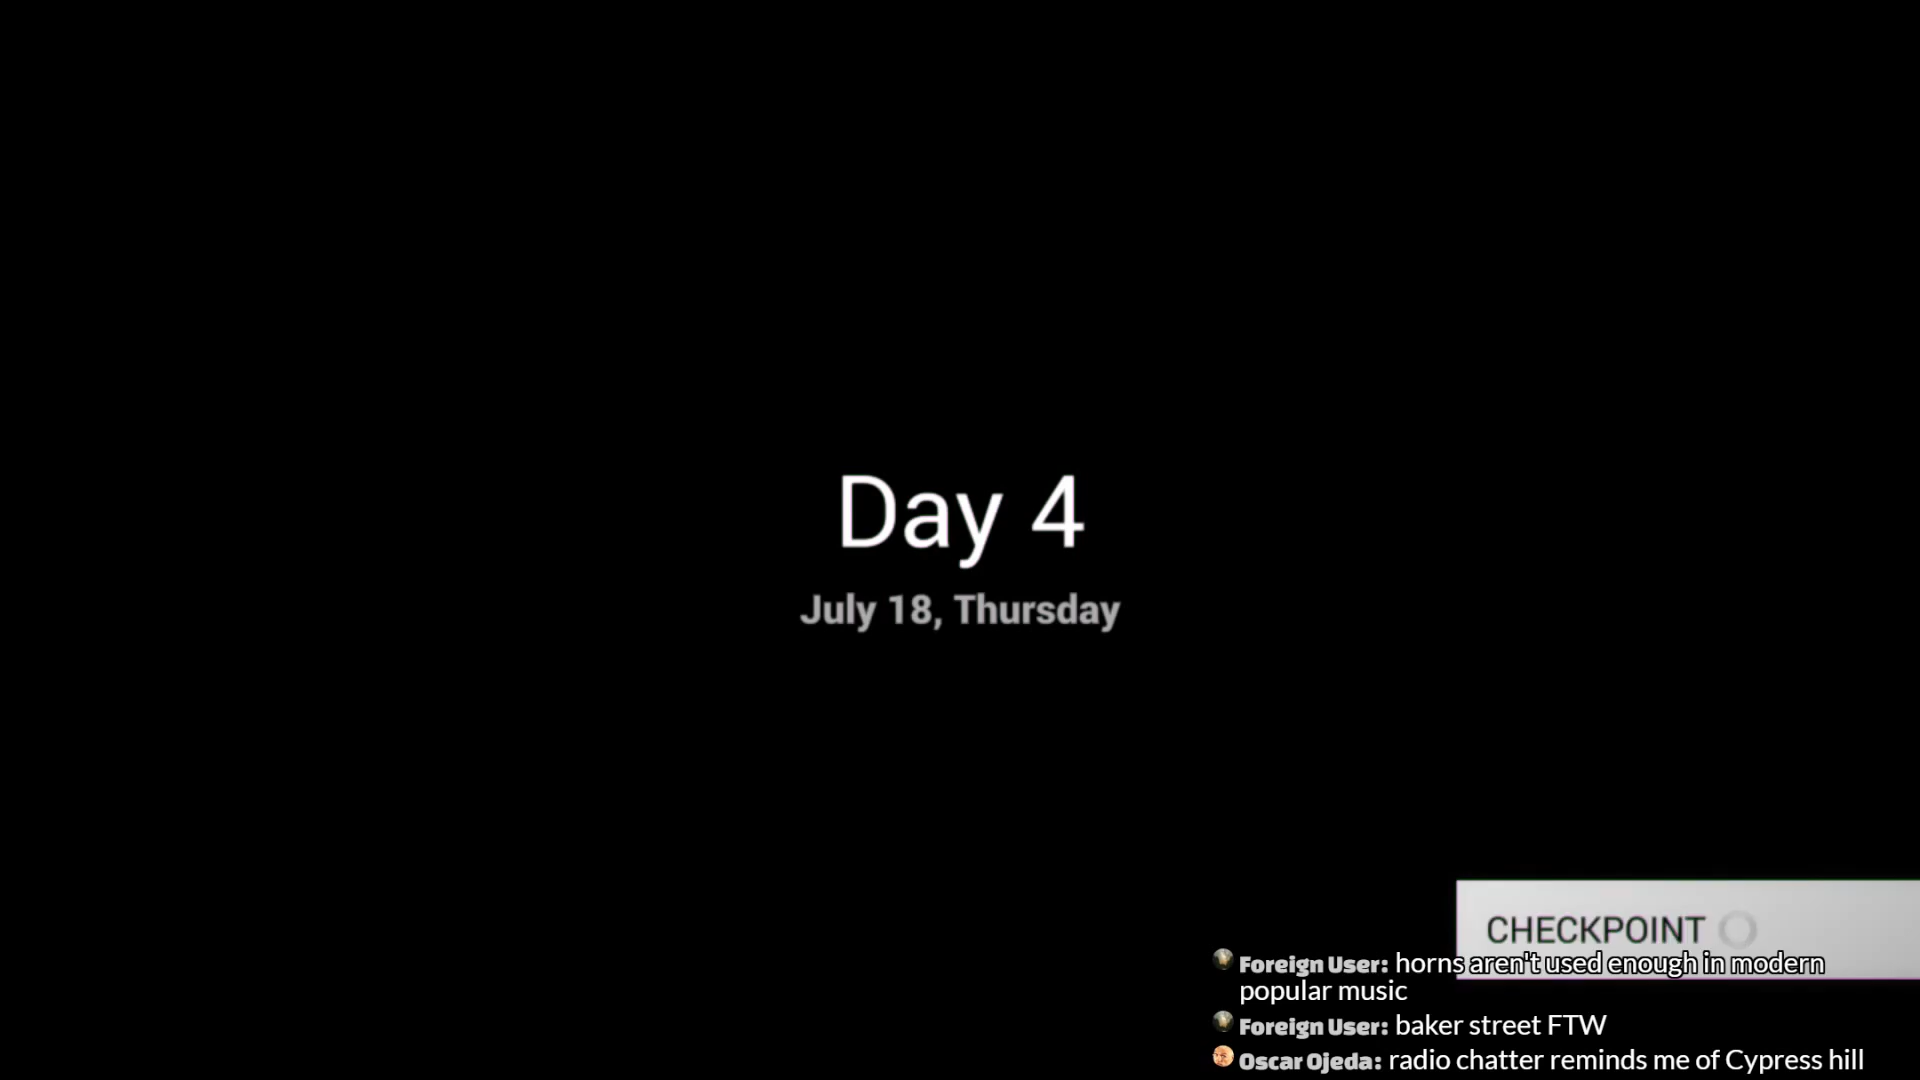 Day 4
July 18, Thursday
CHECKPOINT
Foreign User: horns aren't used enough in modern
popular music
Foreign User: baker street FTW
Oscar Ojeda: radio chatter reminds me of Cypress hill